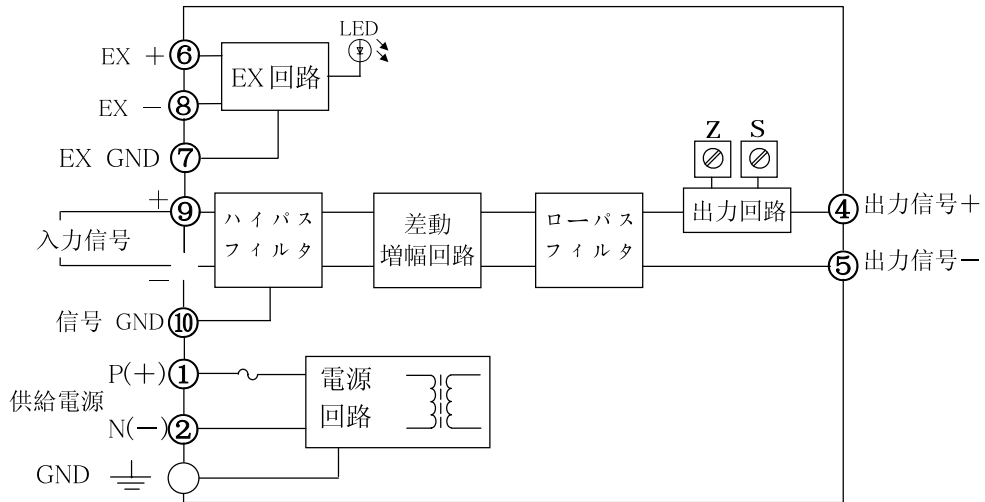 LED
EX + ⑥
EX回路
EX － ⑧
EX GND ⑦
Z S
＋ ⑨
入力信号
－
ハイパス
フィルタ
差動
増幅回路
ローパス
フィルタ
出力回路
④ 出力信号＋
⑤ 出力信号－
信号 GND ⑩
P(＋) ①
供給電源
N(－) ②
電源
回路
GND